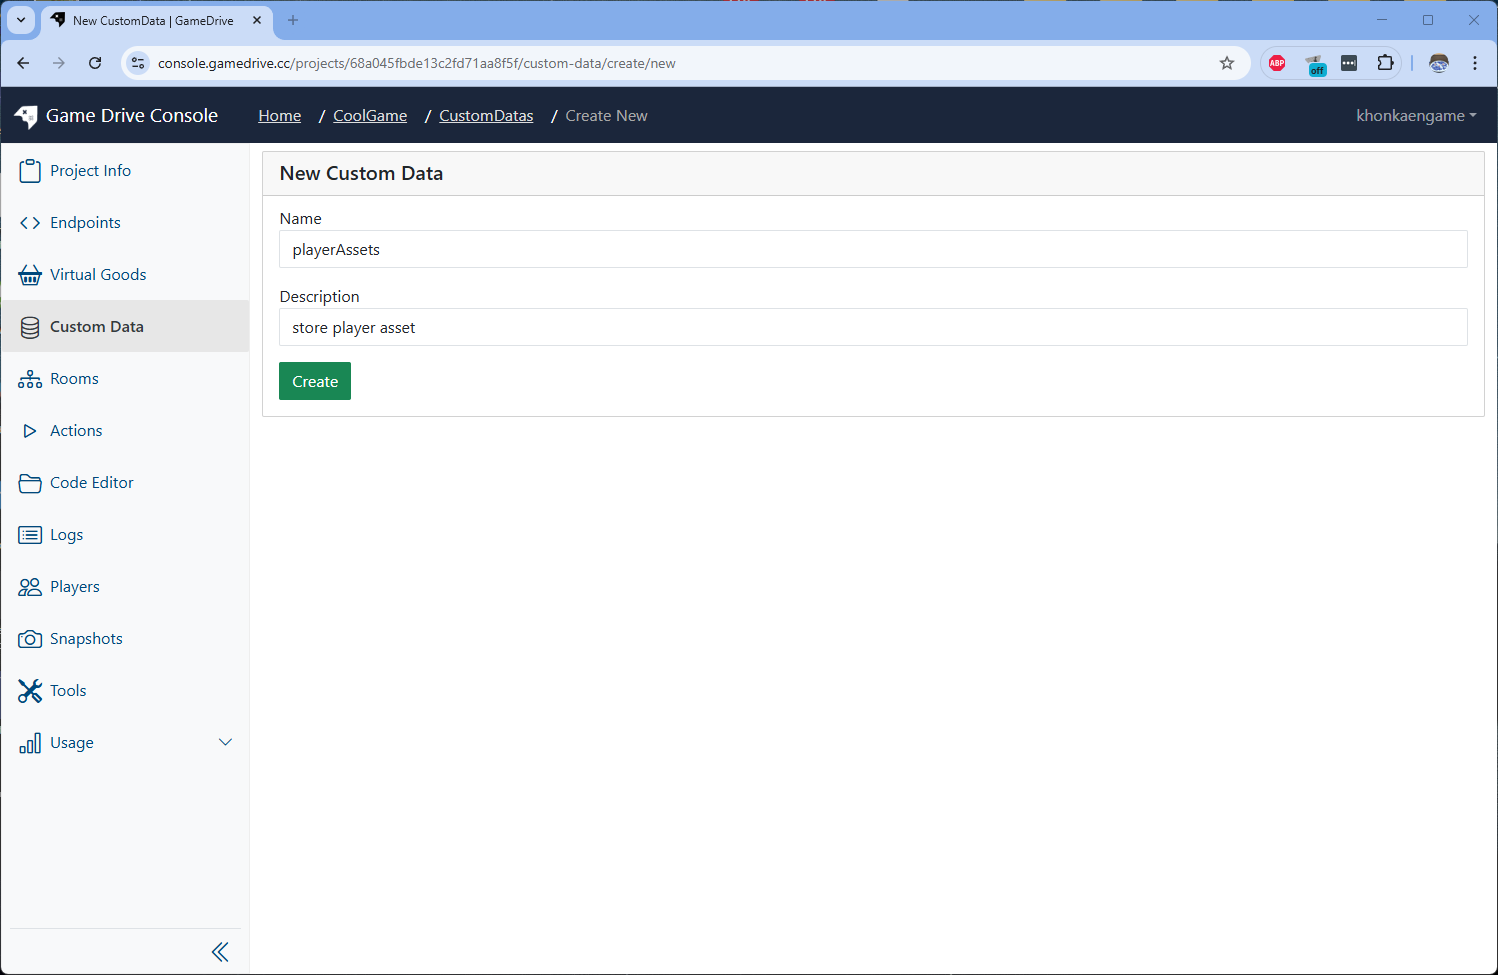 New CustomData | GameDrive
console.gamedrive.cc/projects/68a045fbde13c2fd71aa8f5f/custom-data/create/new
ABP
off
Game Drive Console
Home / CoolGame / CustomDatas / Create New
khonkaengame
Project Info
Endpoints
Virtual Goods
Custom Data
Rooms
Actions
Code Editor
Logs
Players
Snapshots
Tools
Usage
New Custom Data
Name
playerAssets
Description
store player asset
Create